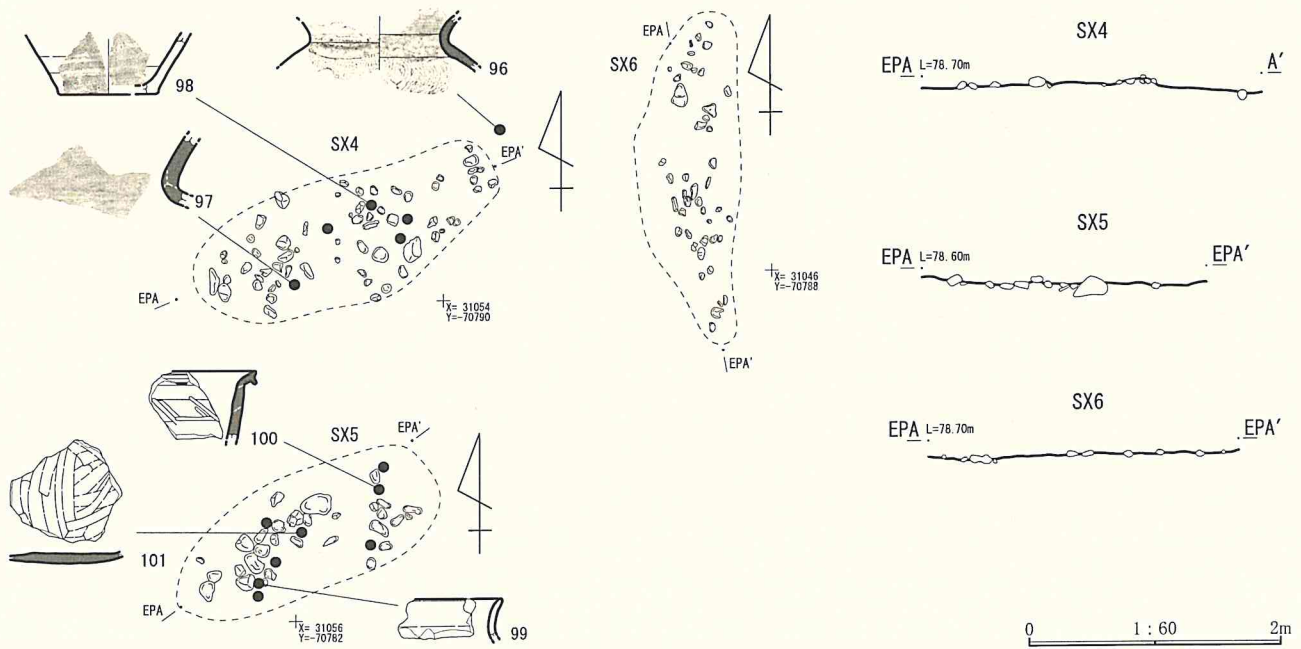 98
96
SX4
97
EPA'
EPA
X= 31054
Y=-70790
EPA
SX6
X= 31046
Y=-70788
EPA'
SX4
EPA L=78.70m
A'
SX5
EPA L=78.60m
EPA'
SX6
EPA L=78.70m
EPA'
100
SX5
EPA'
101
EPA
X= 31056
Y=-70782
99
0 1:60 2m